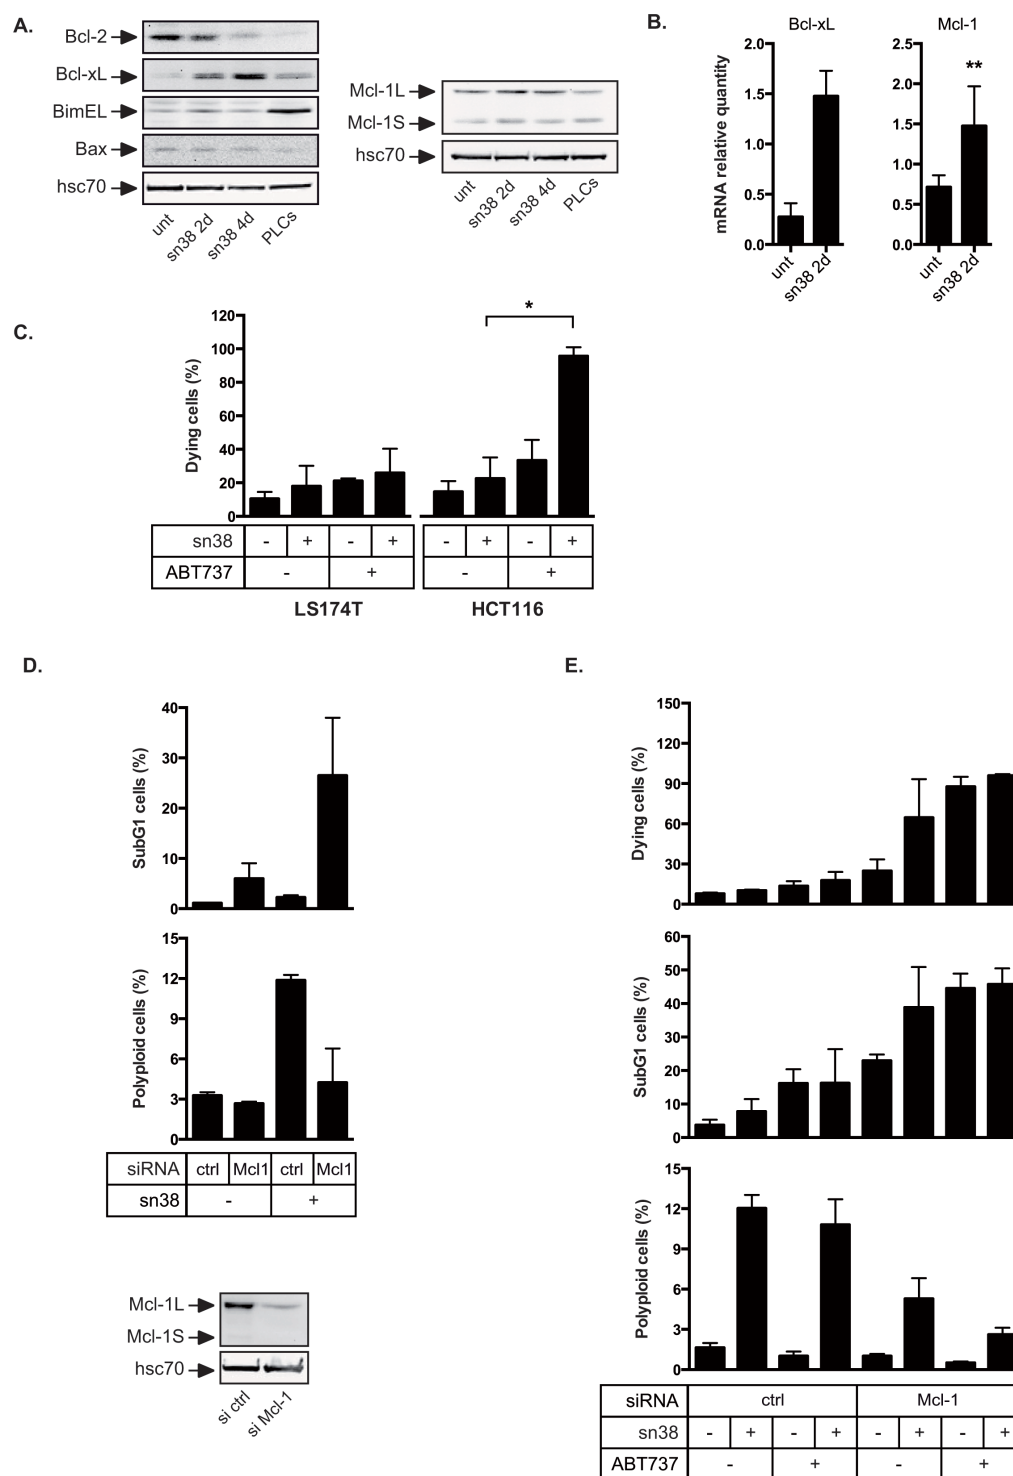 A.
Bcl-2
Bcl-xL
BimEL
Bax
hsc70
unt
sn38 2d
sn38 4d
PLCs
Mcl-1L
Mcl-1S
hsc70
unt
sn38 2d
sn38 4d
PLCs
B.
Bcl-xL
Mcl-1
mRNA relative quantity
2.0
1.5
1.0
0.5
0.0
unt
sn38 2d
2.5
2.0
1.5
1.0
0.5
0.0
**
unt
sn38 2d
C.
Dying cells (%)
120
100
80
60
40
20
0
*
sn38 - + - + - + - +
ABT737 - + - +
LS174T HCT116
D.
SubG1 cells (%)
40
30
20
10
0
Polyploid cells (%)
15
12
9
6
3
0
siRNA ctrl Mcl1 ctrl Mcl1
sn38 - +
Mcl-1L
Mcl-1S
hsc70
si ctrl
si Mcl-1
E.
Dying cells (%)
150
120
90
60
30
0
SubG1 cells (%)
60
50
40
30
20
10
0
Polyploid cells (%)
15
12
9
6
3
0
siRNA ctrl Mcl-1
sn38 - + - + - + - +
ABT737 - + - +